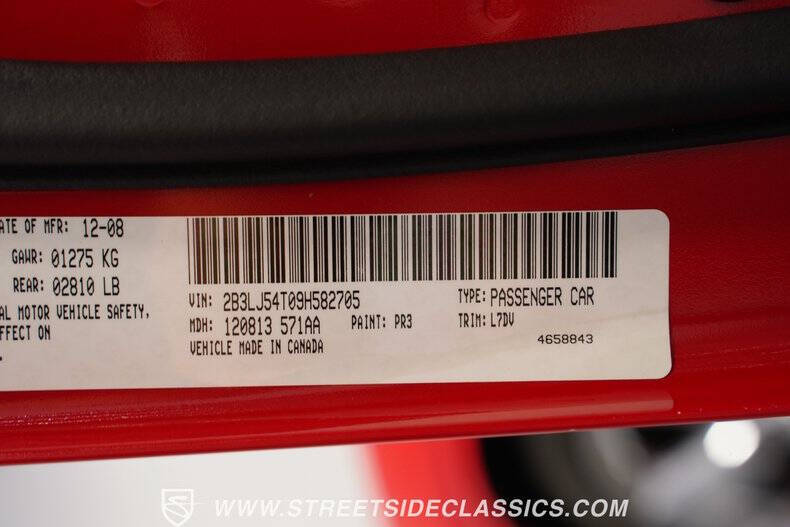 ATE OF MFR: 12-08
GAWR: 01275 KG
REAR: 02810 LB
AL MOTOR VEHICLE SAFETY,
FFECT ON
VIN: 2B3LJ54T09H582705 TYPE: PASSENGER CAR
MDH: 120813 571AA PAINT: PR3 TRIM: L7DV
VEHICLE MADE IN CANADA 4658843
WWW.STREETSIDECLASSICS.COM